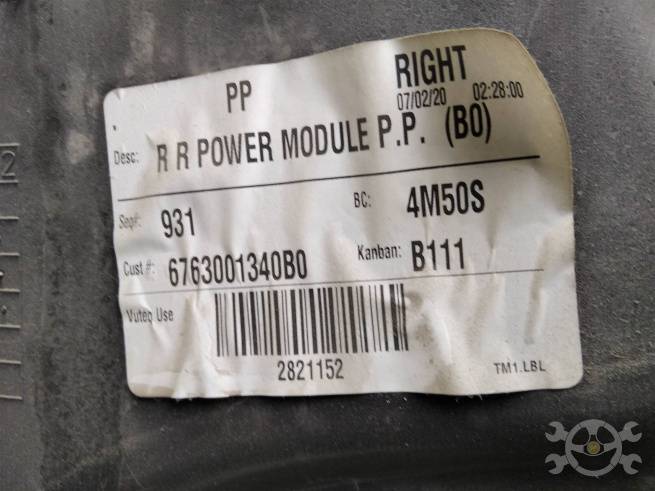 PP RIGHT
07/02/20 02:28:00
Desc: R R POWER MODULE P.P. (B0)
Seq#: 931 BC: 4M50S
Cust #: 6763001340B0 Kanban: B111
Vuteq Use
2821152
TM1.LBL
2